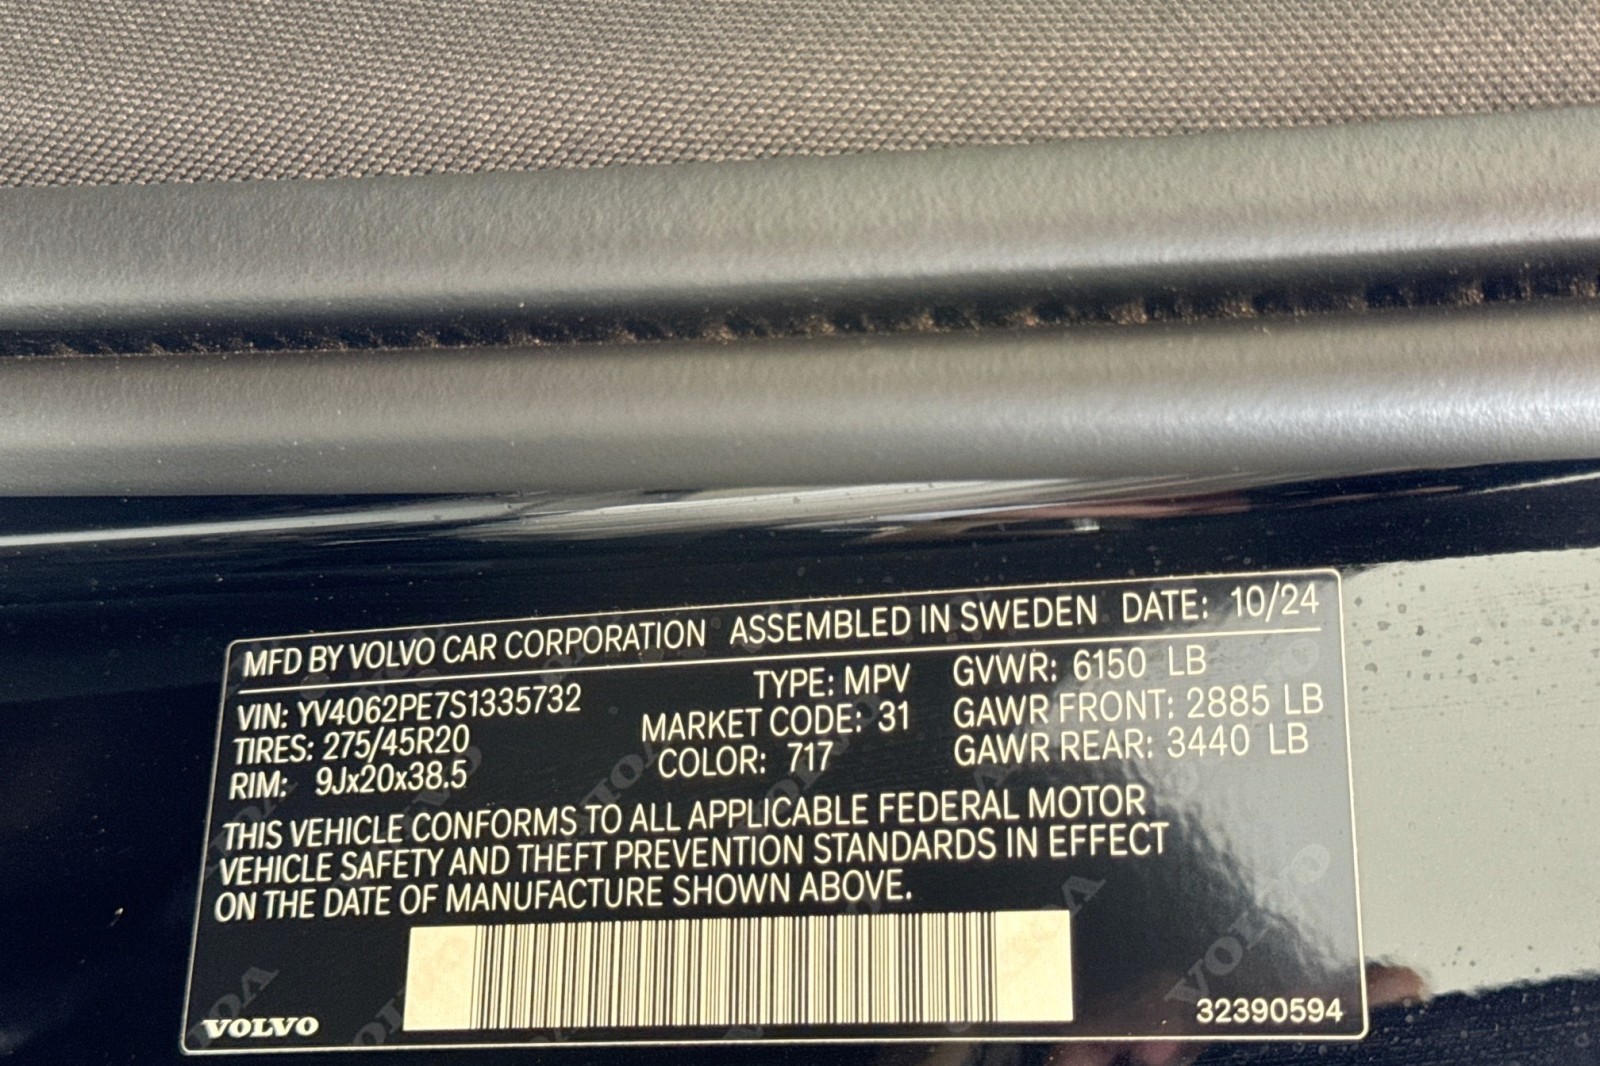 MFD BY VOLVO CAR CORPORATION ASSEMBLED IN SWEDEN DATE: 10/24
VIN: YV4062PE7S1335732 TYPE: MPV GVWR: 6150 LB
TIRES: 275/45R20 MARKET CODE: 31 GAWR FRONT: 2885 LB
RIM: 9Jx20x38.5 COLOR: 717 GAWR REAR: 3440 LB
THIS VEHICLE CONFORMS TO ALL APPLICABLE FEDERAL MOTOR
VEHICLE SAFETY AND THEFT PREVENTION STANDARDS IN EFFECT
ON THE DATE OF MANUFACTURE SHOWN ABOVE.
VOLVO 32390594